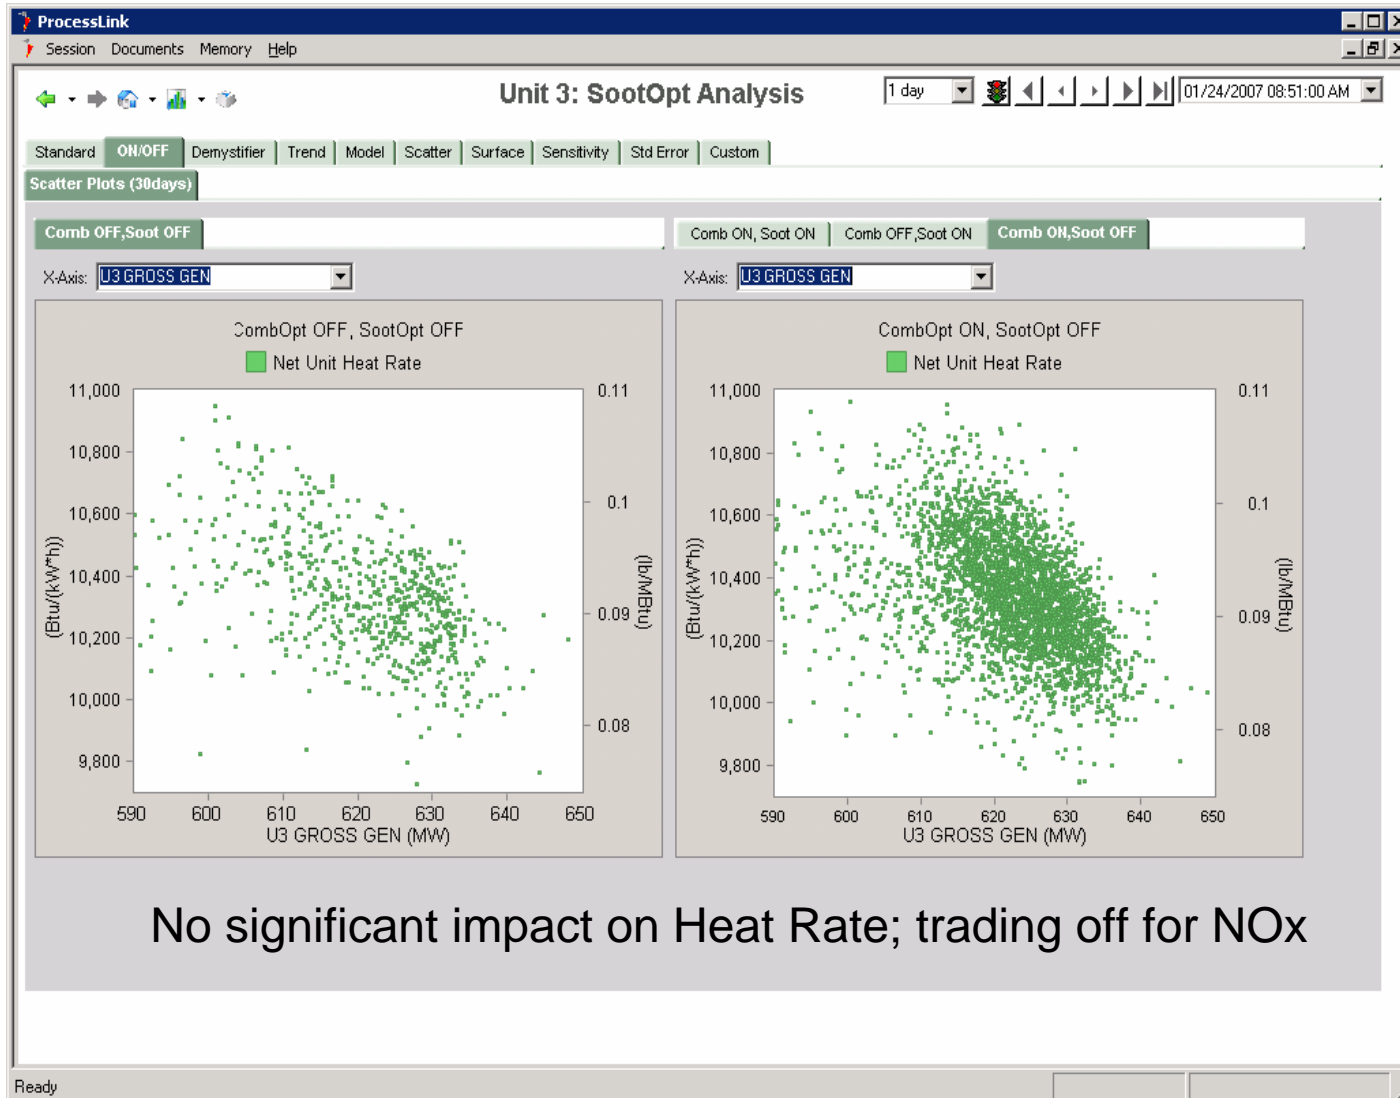 ProcessLink
Session Documents Memory Help
Unit 3: SootOpt Analysis
1 day
01/24/2007 08:51:00 AM
Standard ON/OFF Demystifier Trend Model Scatter Surface Sensitivity Std Error Custom
Scatter Plots (30days)
Comb OFF,Soot OFF
Comb ON, Soot ON Comb OFF,Soot ON Comb ON,Soot OFF
X-Axis: U3 GROSS GEN
X-Axis: U3 GROSS GEN
CombOpt OFF, SootOpt OFF
Net Unit Heat Rate
11,000
10,800
10,600
10,400
10,200
10,000
9,800
(Btu/(kW*h))
0.11
0.1
0.09
0.08
(lb/MBtu)
590 600 610 620 630 640 650
U3 GROSS GEN (MW)
CombOpt ON, SootOpt OFF
Net Unit Heat Rate
11,000
10,800
10,600
10,400
10,200
10,000
9,800
(Btu/(kW*h))
0.11
0.1
0.09
0.08
(lb/MBtu)
590 600 610 620 630 640 650
U3 GROSS GEN (MW)
No significant impact on Heat Rate; trading off for NOx
Ready